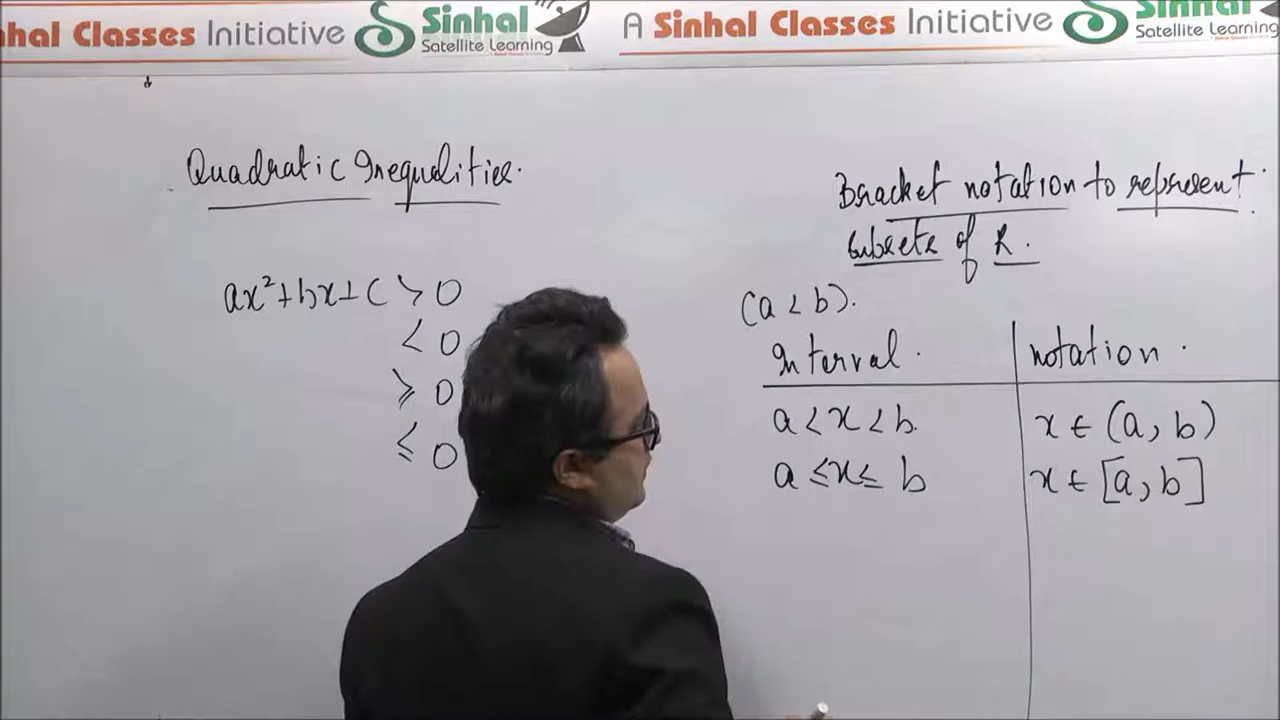 hal Classes Initiative Sinhal Satellite Learning A Sinhal Classes Initiative Sinhal Satellite Learning
Quadratic Inequalities.
ax²+bx+c > 0
< 0
≥ 0
≤ 0
Bracket notation to represent
subsets of R.
(a < b).
Interval. notation.
a < x < b. x ∈ (a, b)
a ≤ x ≤ b x ∈ [a, b]